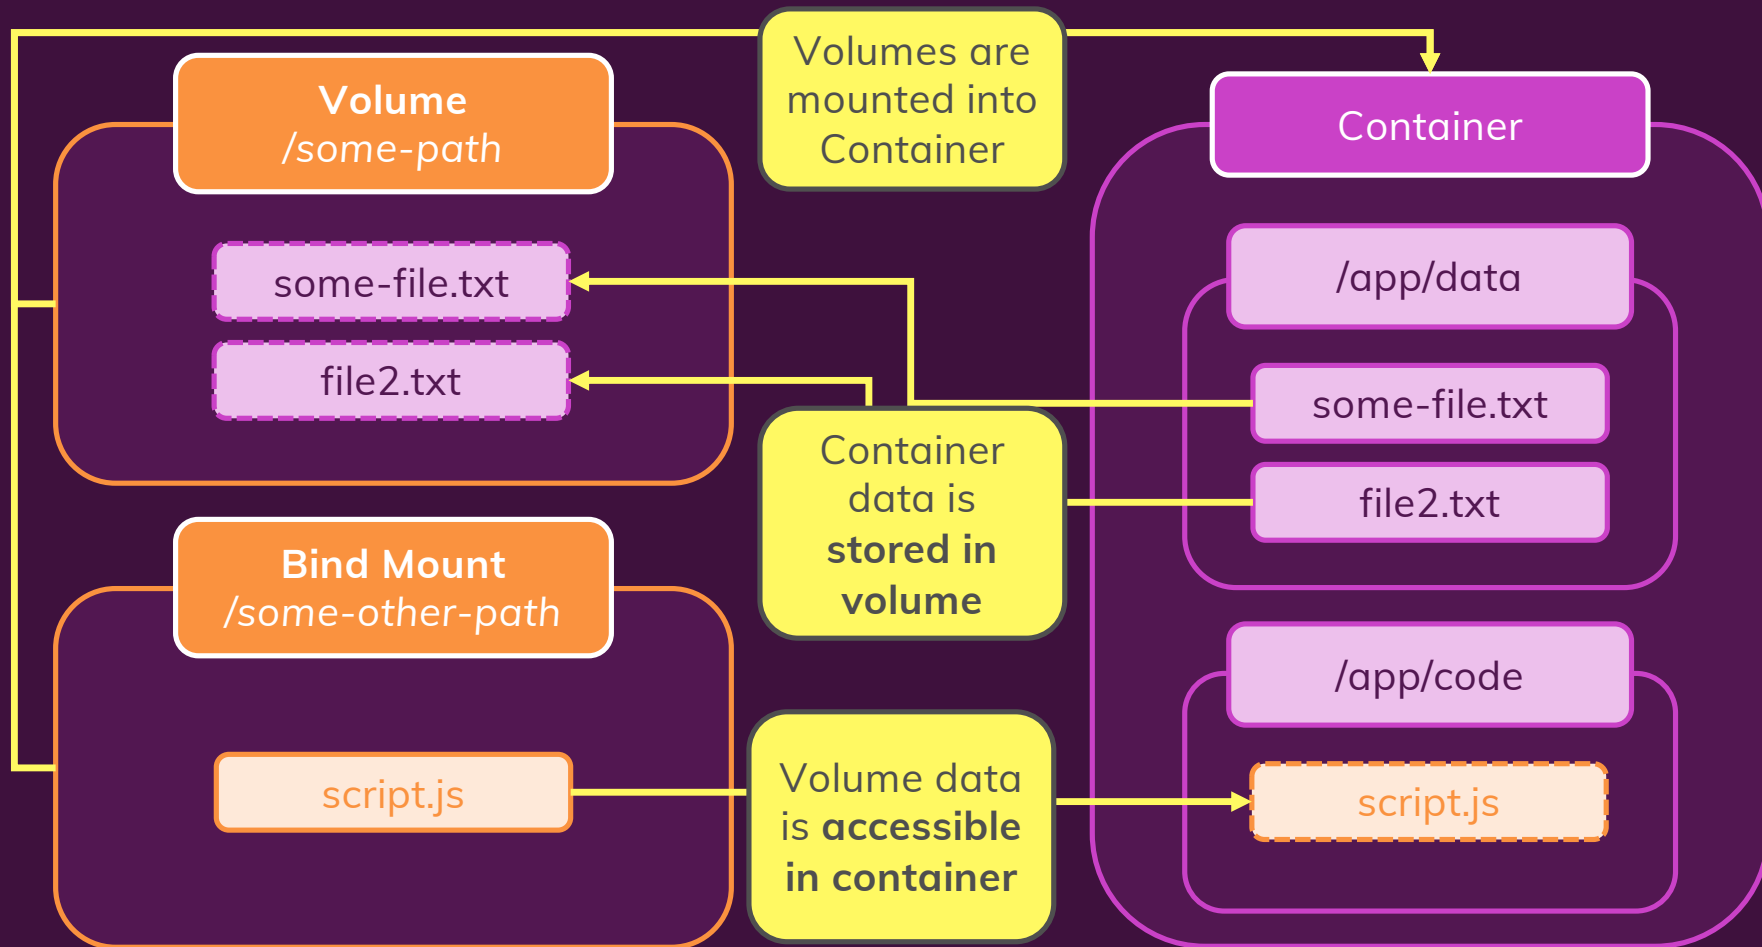 Volume
/some-path
some-file.txt
file2.txt
Bind Mount
/some-other-path
script.js
Volumes are
mounted into
Container
Container
data is
stored in
volume
Volume data
is accessible
in container
Container
/app/data
some-file.txt
file2.txt
/app/code
script.js